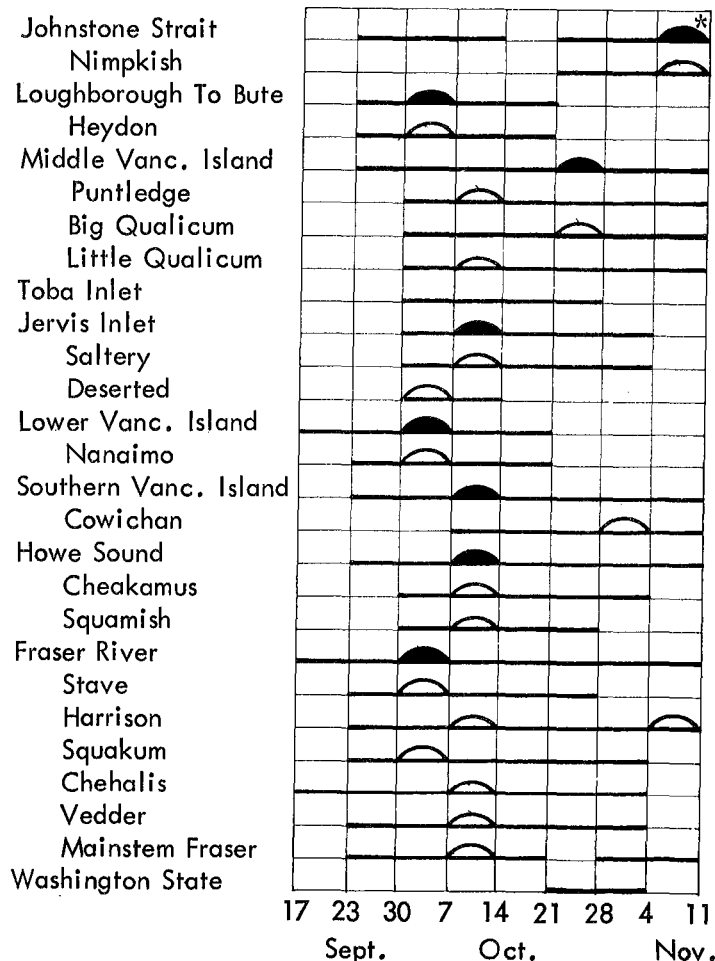 *
Johnstone Strait
Nimpkish
Loughborough To Bute
Heydon
Middle Vanc. Island
Puntledge
Big Qualicum
Little Qualicum
Toba Inlet
Jervis Inlet
Saltery
Deserted
Lower Vanc. Island
Nanaimo
Southern Vanc. Island
Cowichan
Howe Sound
Cheakamus
Squamish
Fraser River
Stave
Harrison
Squakum
Chehalis
Vedder
Mainstem Fraser
Washington State
17 23 30 7 14 21 28 4 11
Sept. Oct. Nov.